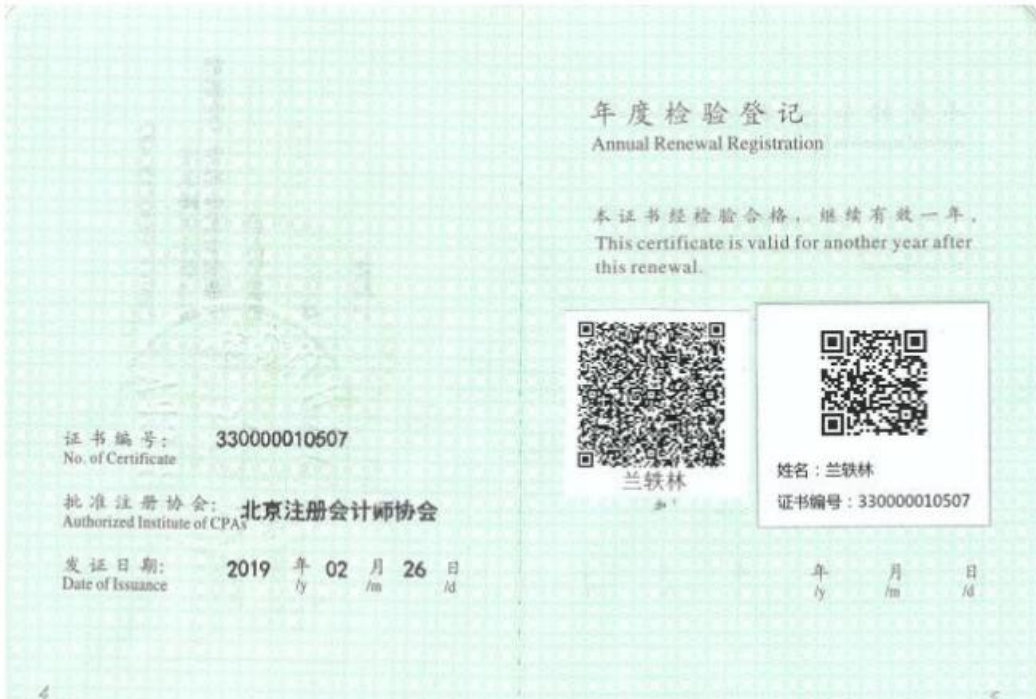 证书编号: 330000010507
No. of Certificate
批准注册协会: 北京注册会计师协会
Authorized Institute of CPAs
发证日期: 2019 年 02 月 26 日
Date of Issuance /y /m /d
4
年度检验登记
Annual Renewal Registration
本证书经检验合格，继续有效一年。
This certificate is valid for another year after
this renewal.
兰轶林
姓名：兰轶林
证书编号：330000010507
年 月 日
/y /m /d
5